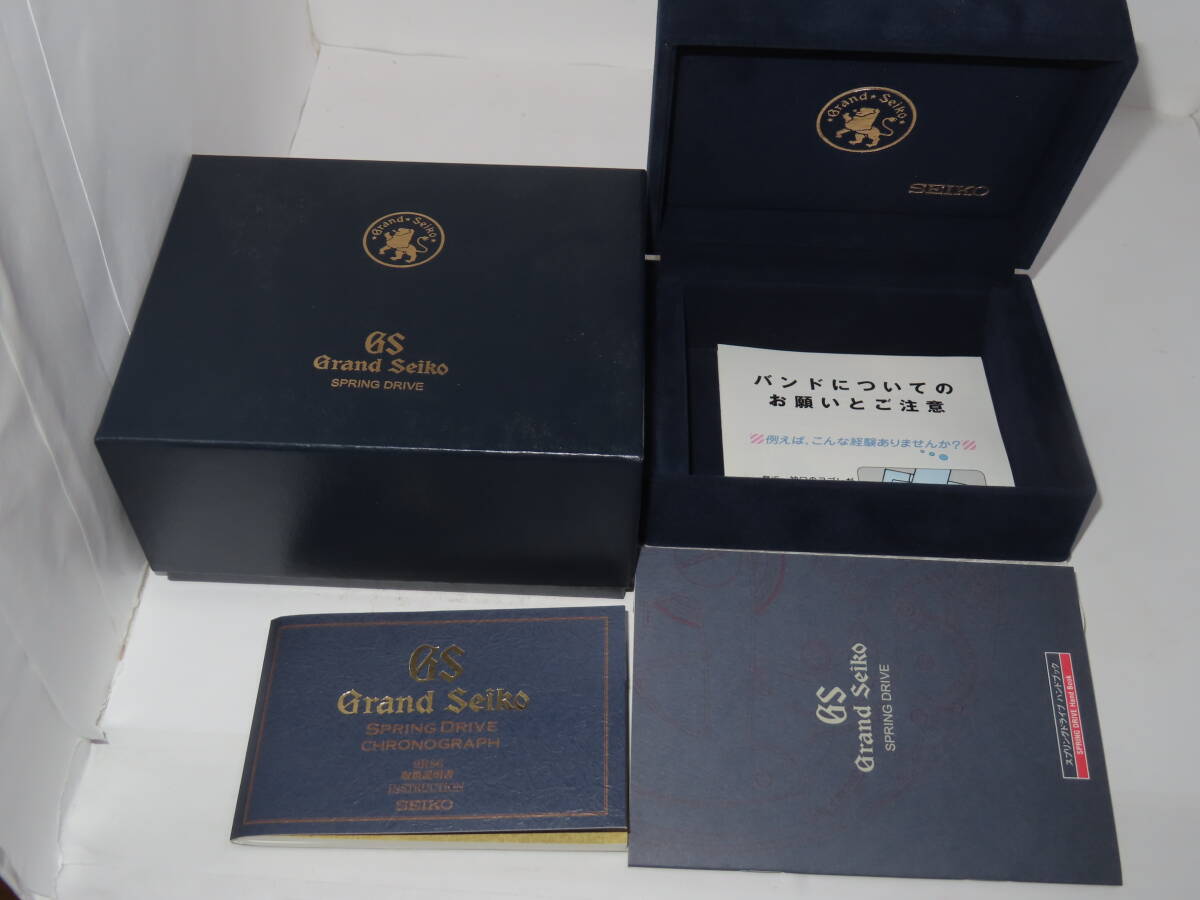 Grand Seiko
GS
Grand Seiko
SPRING DRIVE
Grand Seiko
SEIKO
バンドについての
お願いとご注意
例えば、こんな経験ありませんか?
GS
Grand Seiko
SPRING DRIVE
CHRONOGRAPH
取扱説明書
INSTRUCTION
SEIKO
GS
Grand Seiko
SPRING DRIVE
スプリングドライブ ハンドブック
SPRING DRIVE Hand Book